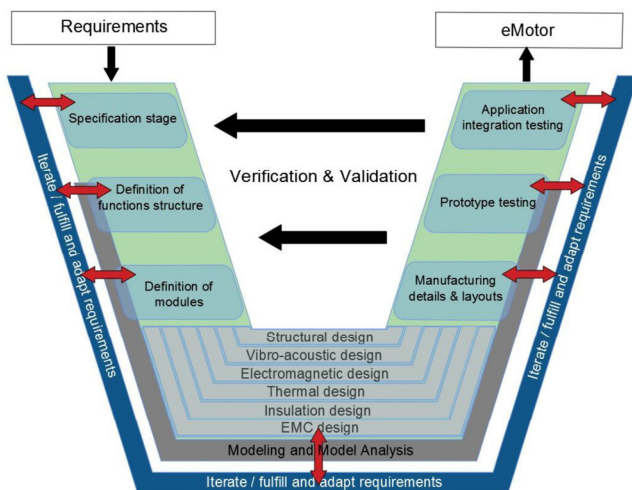 Requirements
eMotor
Specification stage
Application
integration testing
Verification & Validation
Definition of
functions structure
Prototype testing
Definition of
modules
Manufacturing
details & layouts
Iterate / fulfill and adapt requirements
Iterate / fulfill and adapt requirements
Structural design
Vibro-acoustic design
Electromagnetic design
Thermal design
Insulation design
EMC design
Modeling and Model Analysis
Iterate / fulfill and adapt requirements